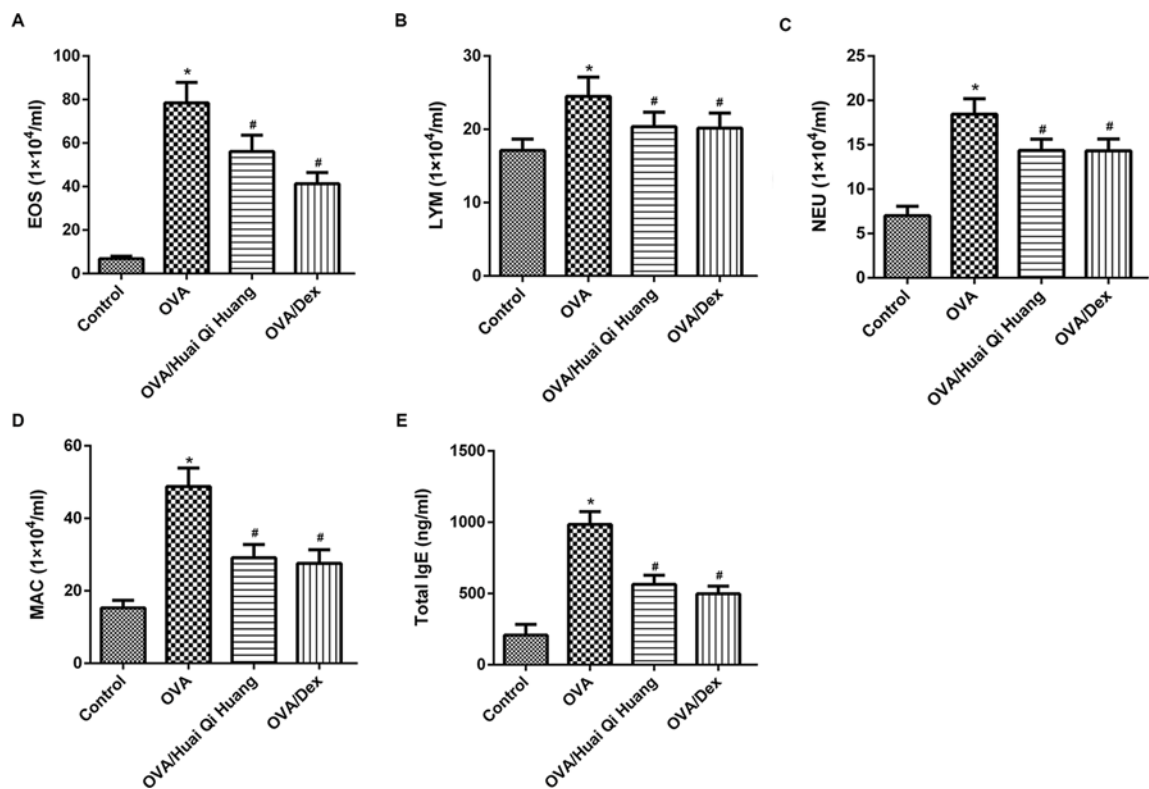 A
EOS (1×10⁴/ml)
100
80
60
40
20
0
*
#
#
Control
OVA
OVA/Huai Qi Huang
OVA/Dex
B
LYM (1×10⁴/ml)
30
20
10
0
*
#
#
Control
OVA
OVA/Huai Qi Huang
OVA/Dex
C
NEU (1×10⁴/ml)
25
20
15
10
5
0
*
#
#
Control
OVA
OVA/Huai Qi Huang
OVA/Dex
D
MAC (1×10⁴/ml)
60
40
20
0
*
#
#
Control
OVA
OVA/Huai Qi Huang
OVA/Dex
E
Total IgE (ng/ml)
1500
1000
500
0
*
#
#
Control
OVA
OVA/Huai Qi Huang
OVA/Dex